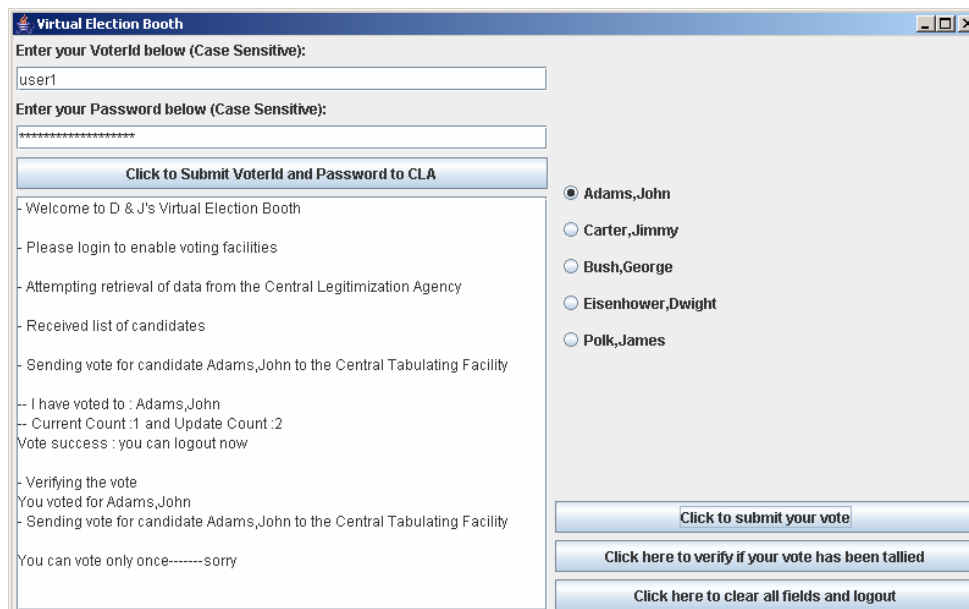 Virtual Election Booth
Enter your VoterId below (Case Sensitive):
user1
Enter your Password below (Case Sensitive):
*******************
Click to Submit VoterId and Password to CLA
- Welcome to D & J's Virtual Election Booth
- Please login to enable voting facilities
- Attempting retrieval of data from the Central Legitimization Agency
- Received list of candidates
- Sending vote for candidate Adams,John to the Central Tabulating Facility
-- I have voted to : Adams,John
-- Current Count :1 and Update Count :2
Vote success : you can logout now
- Verifying the vote
You voted for Adams,John
- Sending vote for candidate Adams,John to the Central Tabulating Facility
You can vote only once-------sorry
Adams,John
Carter,Jimmy
Bush,George
Eisenhower,Dwight
Polk,James
Click to submit your vote
Click here to verify if your vote has been tallied
Click here to clear all fields and logout